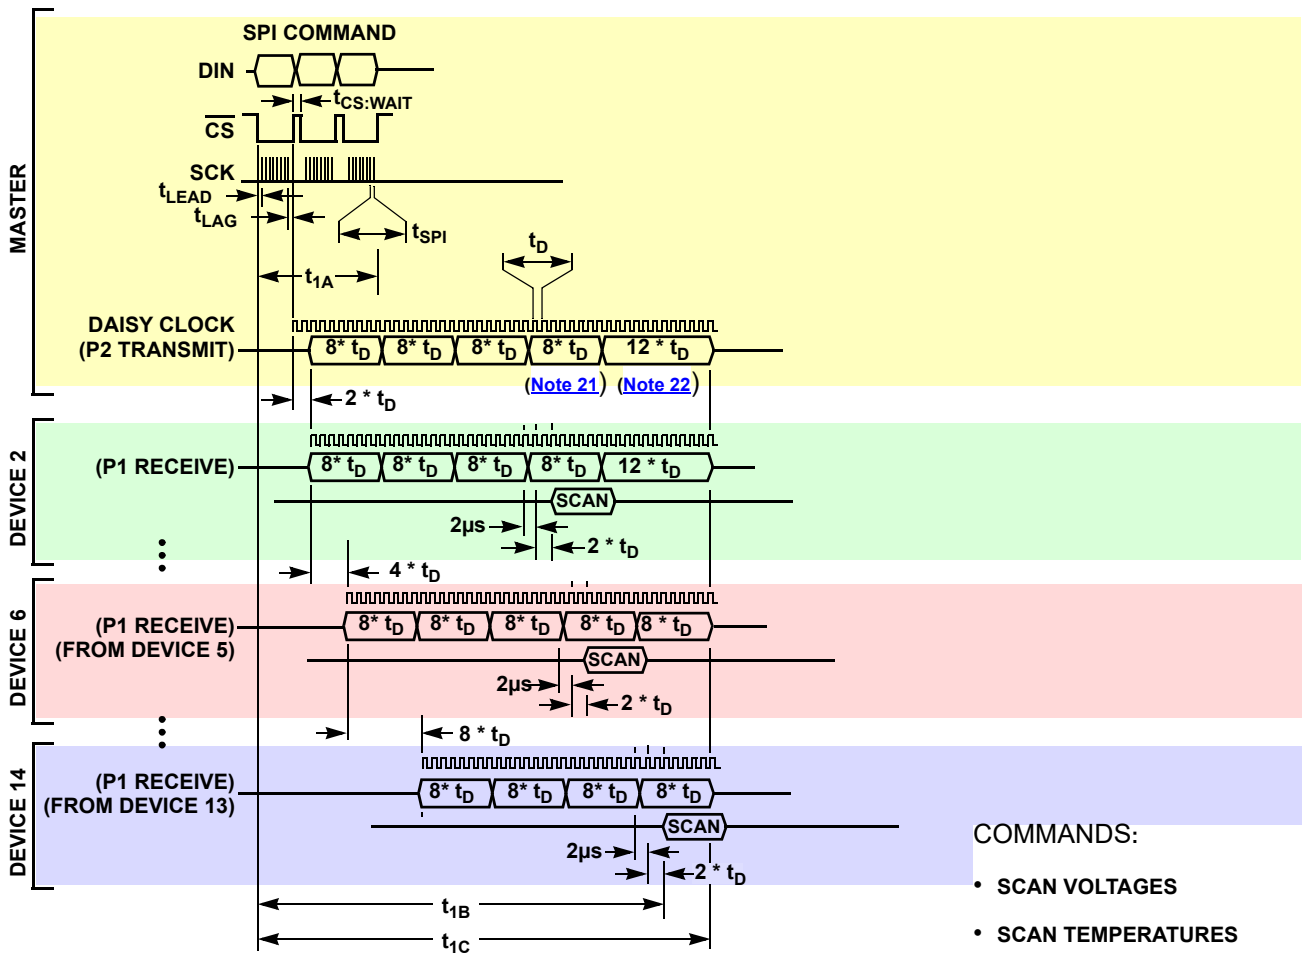 SPI COMMAND
DIN
tCS:WAIT
CS
SCK
tLEAD
tLAG
tSPI
tD
t1A
MASTER
DAISY CLOCK
(P2 TRANSMIT)
8* tD 8* tD 8* tD 8* tD 12 * tD
(Note 21) (Note 22)
2 * tD
DEVICE 2
(P1 RECEIVE)
8* tD 8* tD 8* tD 8* tD 12 * tD
SCAN
2µs
2 * tD
4 * tD
DEVICE 6
(P1 RECEIVE)
(FROM DEVICE 5)
8* tD 8* tD 8* tD 8* tD 8 * tD
SCAN
2µs
2 * tD
8 * tD
DEVICE 14
(P1 RECEIVE)
(FROM DEVICE 13)
8* tD 8* tD 8* tD 8* tD
SCAN
2µs
2 * tD
t1B
t1C
COMMANDS:
• SCAN VOLTAGES
• SCAN TEMPERATURES